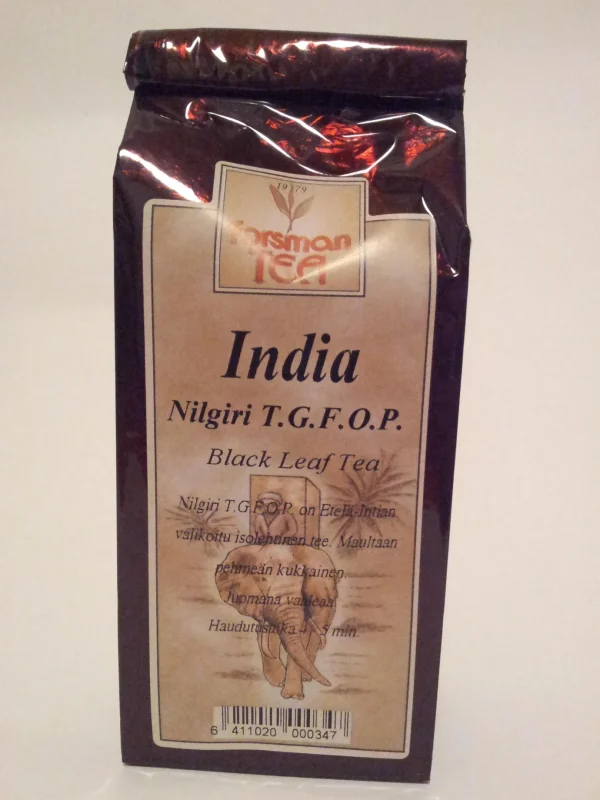 1979
Forsman
TEA
India
Nilgiri T.G.F.O.P.
Black Leaf Tea
Nilgiri T.G.F.O.P. on Etelä-Intian
valikoitu isolehtinen tee. Maultaan
pehmeän kukkainen.
Juomana vaaleaa.
Haudutusaika 4 - 5 min.
6 411020 000347